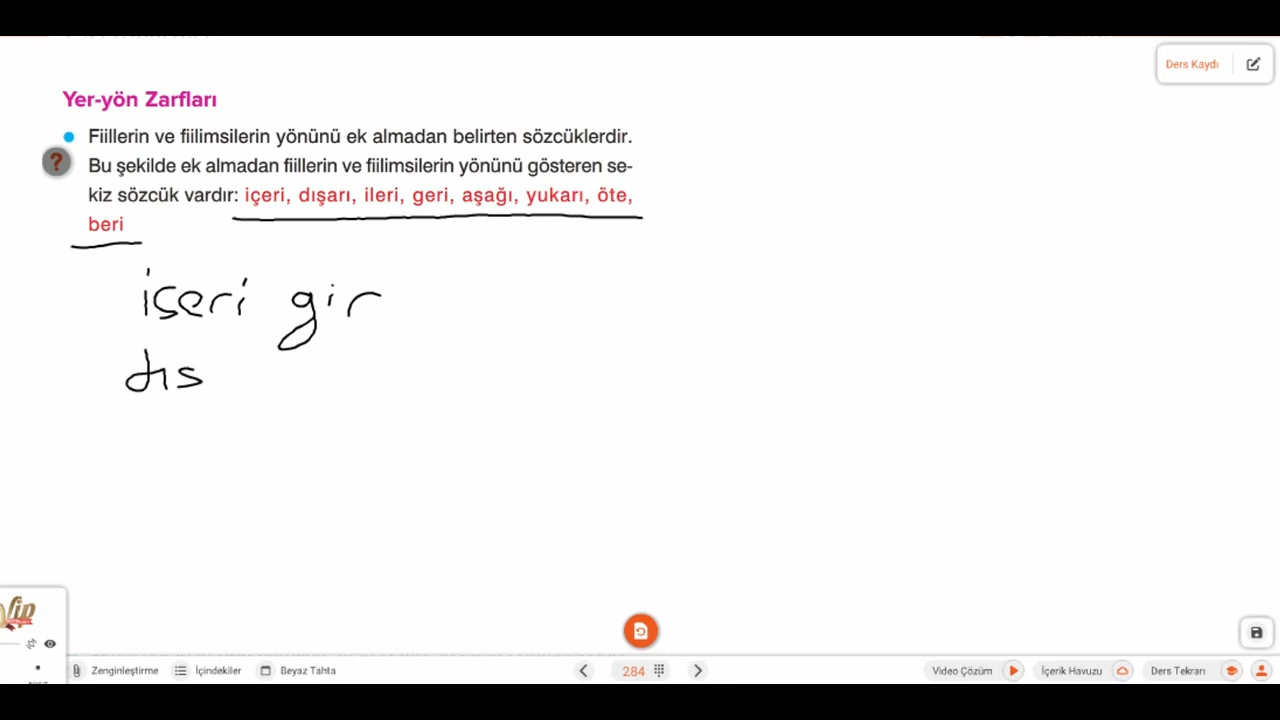 Ders Kaydı
Yer-yön Zarfları
Fiillerin ve fiilimsilerin yönünü ek almadan belirten sözcüklerdir.
?
Bu şekilde ek almadan fiillerin ve fiilimsilerin yönünü gösteren se-
kiz sözcük vardır: içeri, dışarı, ileri, geri, aşağı, yukarı, öte,
beri
içeri gir
dıs
Zenginleştirme
İçindekiler
Beyaz Tahta
284
Video Çözüm
İçerik Havuzu
Ders Tekrarı